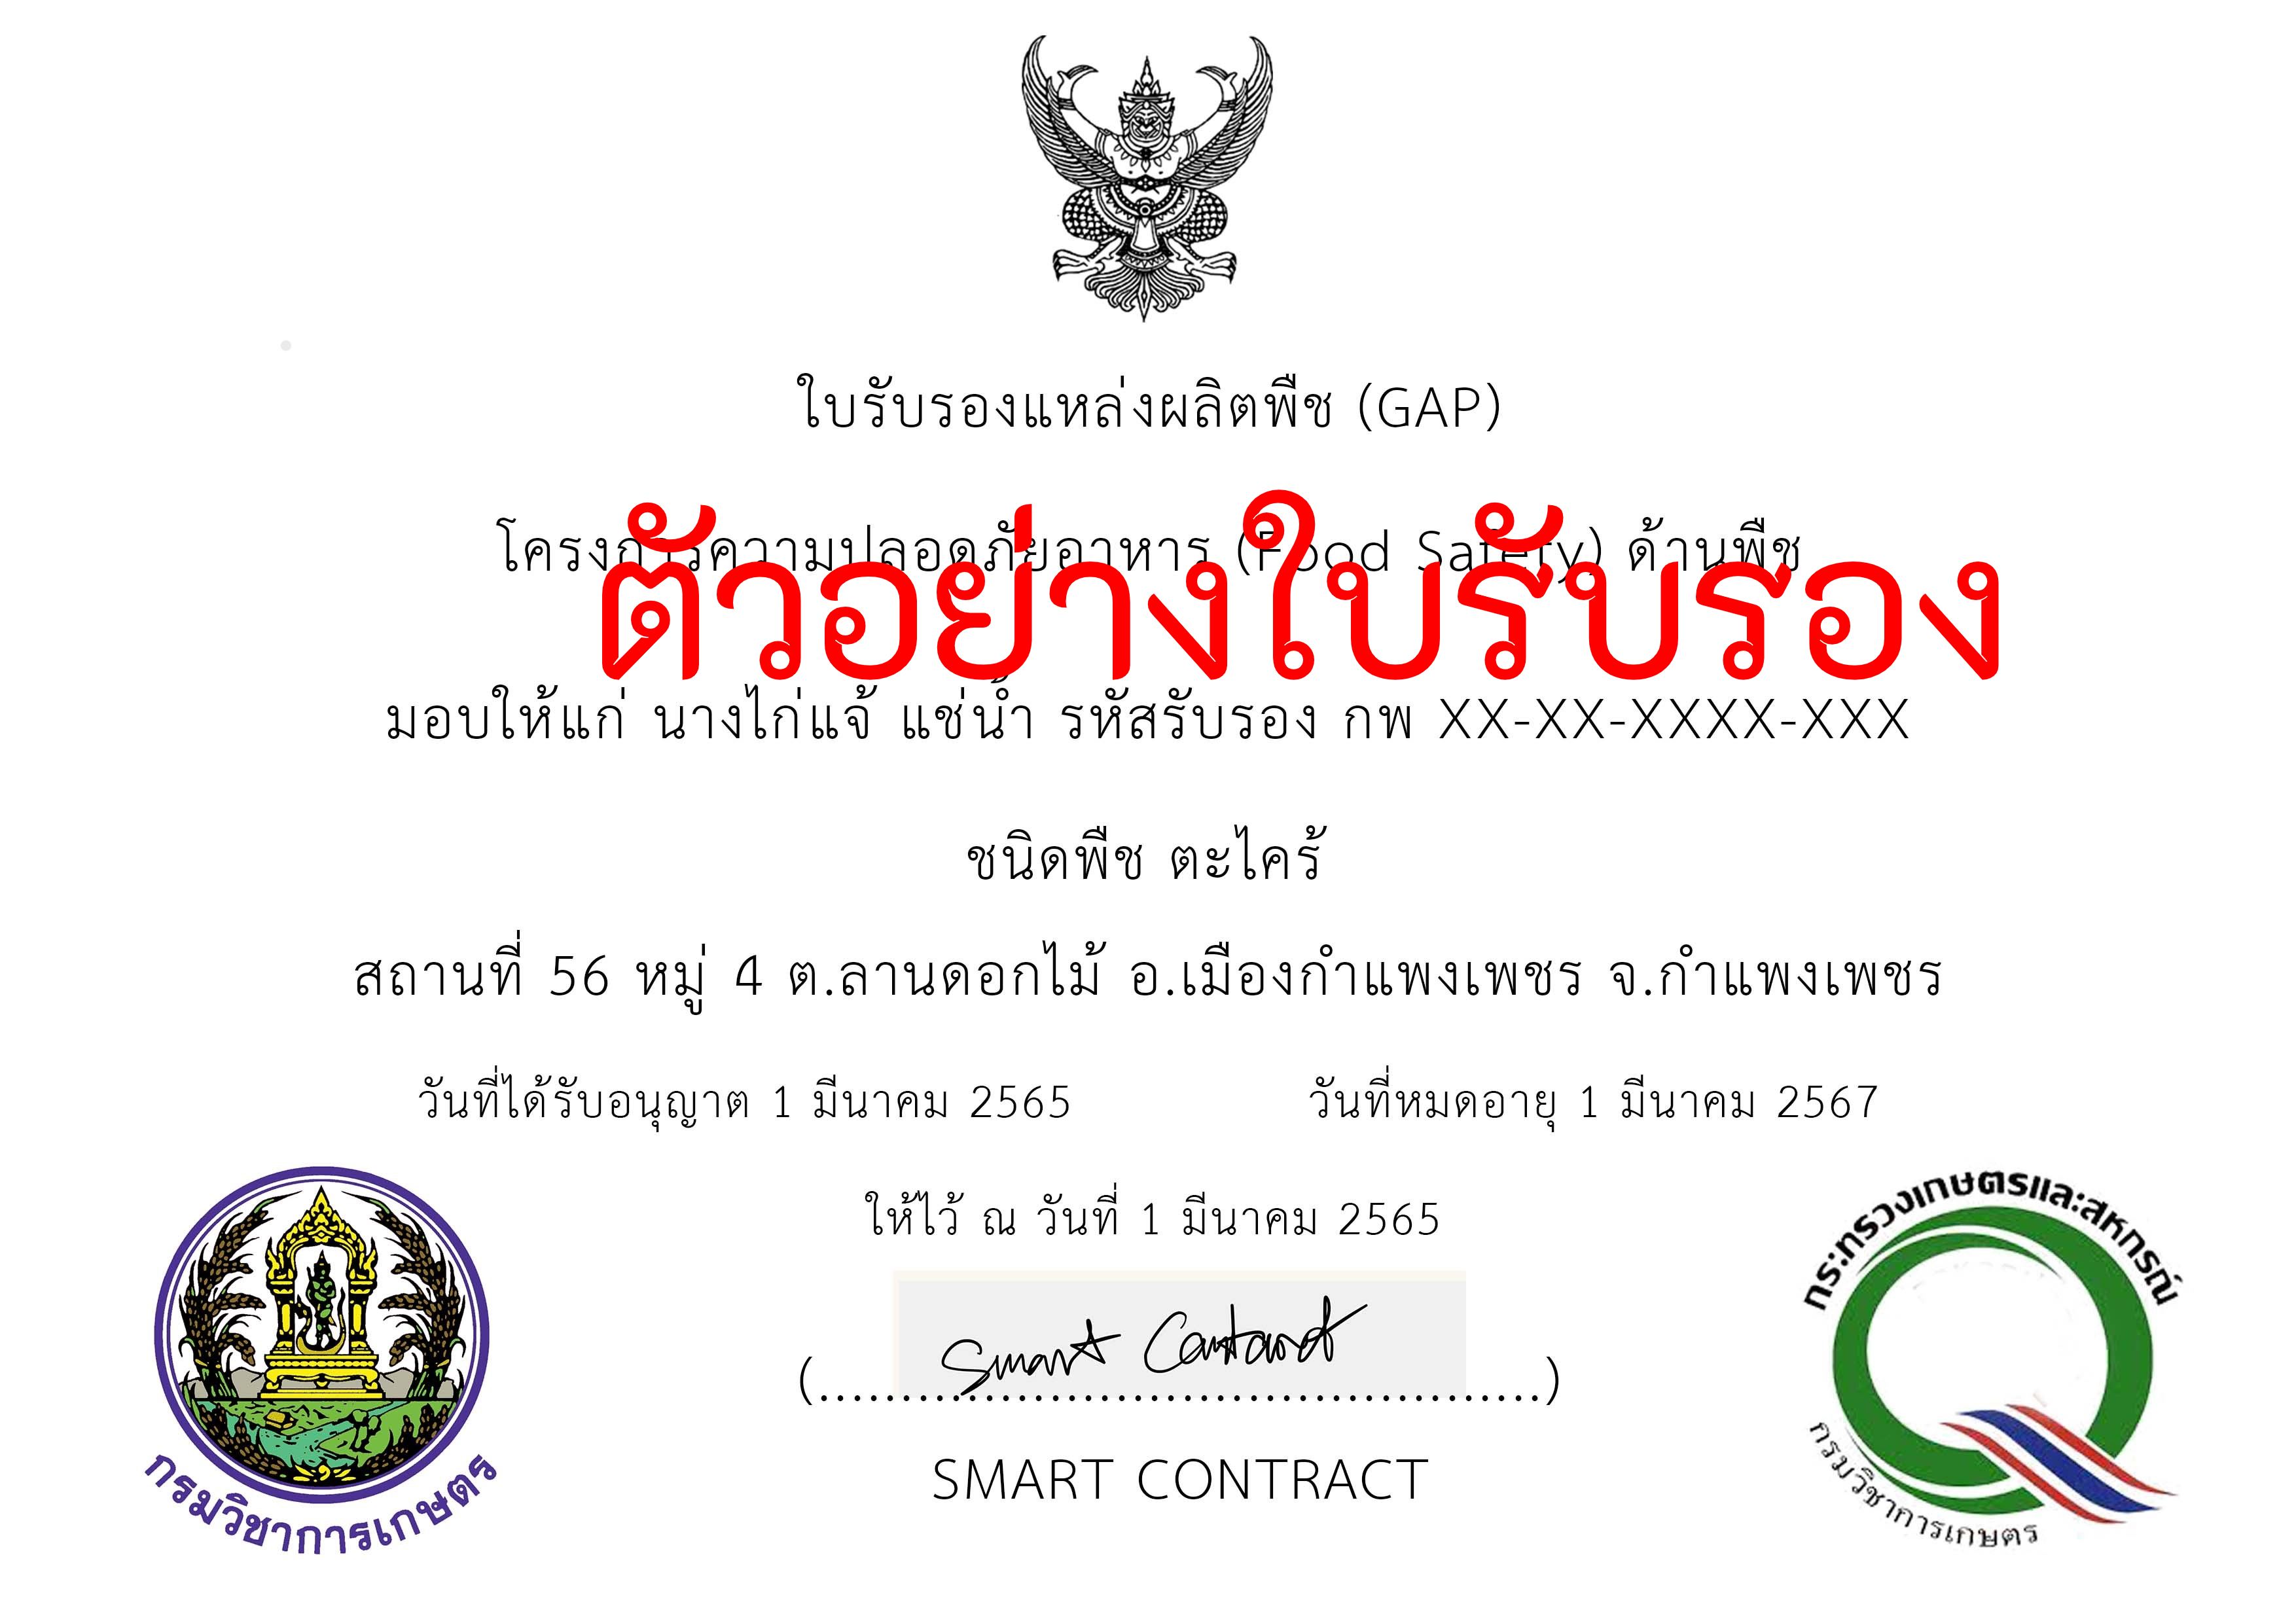 ใบรับรองแหล่งผลิตพืช (GAP)
โครงการความปลอดภัยอาหาร (Food Safety) ด้านพืช
ตัวอย่างใบรับรอง
มอบให้แก่ นางไก่แจ้ แช่น้ำ รหัสรับรอง กพ XX-XX-XXXX-XXX
ชนิดพืช ตะไคร้
สถานที่ 56 หมู่ 4 ต.ลานดอกไม้ อ.เมืองกำแพงเพชร จ.กำแพงเพชร
วันที่ได้รับอนุญาต 1 มีนาคม 2565 วันที่หมดอายุ 1 มีนาคม 2567
ให้ไว้ ณ วันที่ 1 มีนาคม 2565
Smart Contract
(............................................)
SMART CONTRACT
กรมวิชาการเกษตร
กระทรวงเกษตรและสหกรณ์
กรมวิชาการเกษตร